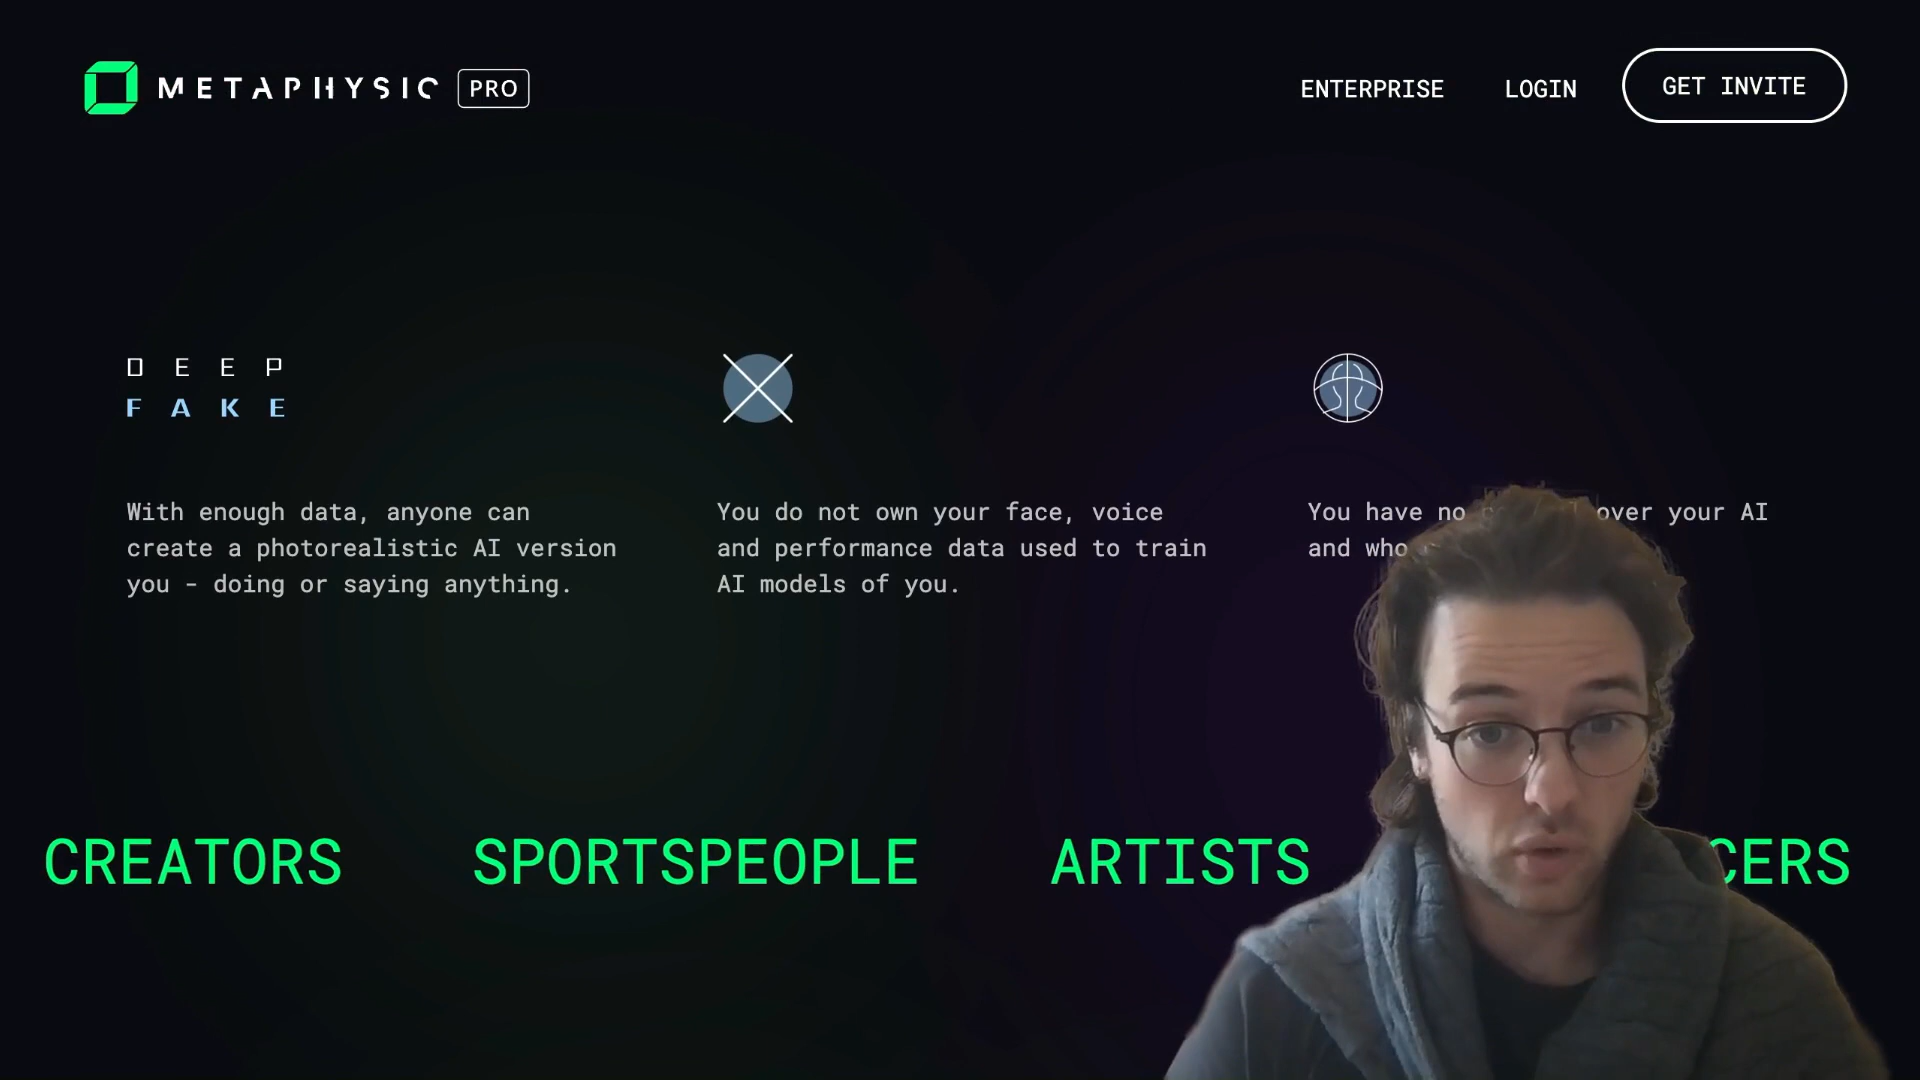 METAPHYSIC PRO
ENTERPRISE
LOGIN
GET INVITE
DEEP
FAKE
With enough data, anyone can
create a photorealistic AI version
you - doing or saying anything.
You do not own your face, voice
and performance data used to train
AI models of you.
You have no over your AI
and who
CREATORS
SPORTSPEOPLE
ARTISTS
CERS